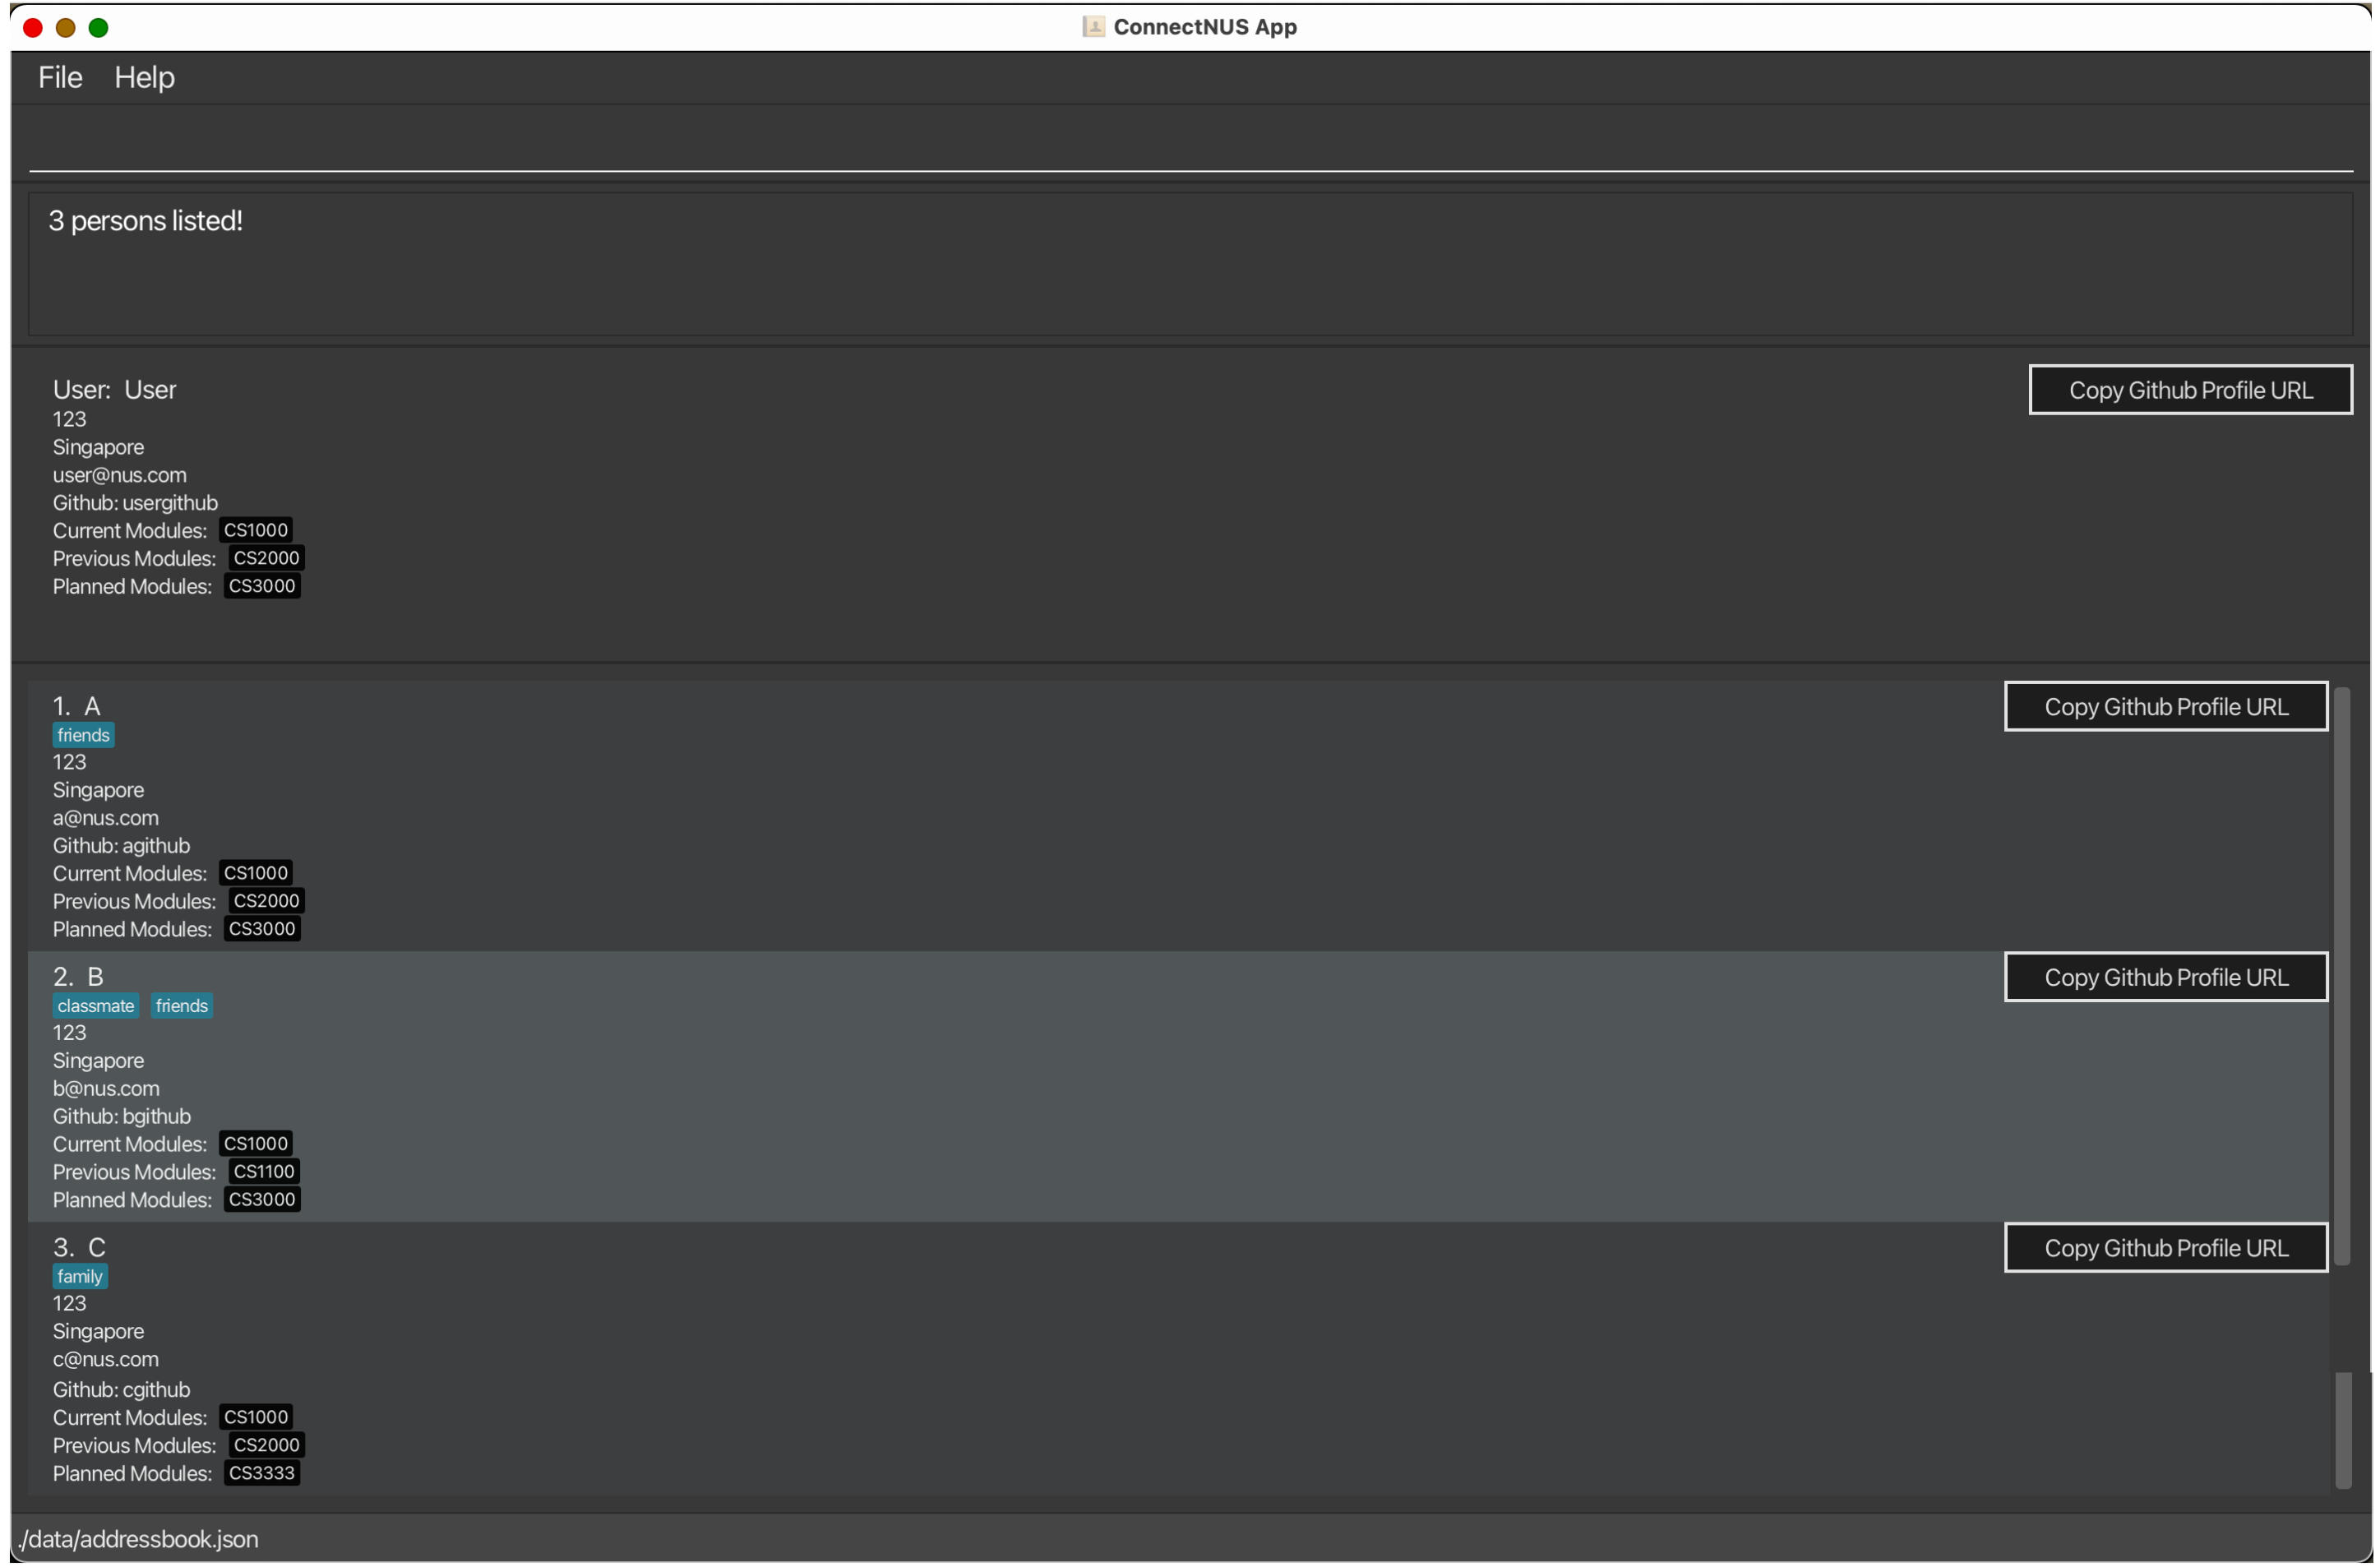 ConnectNUS App
File Help
3 persons listed!
User: User
Copy Github Profile URL
123
Singapore
user@nus.com
Github: usergithub
Current Modules: CS1000
Previous Modules: CS2000
Planned Modules: CS3000
1. A
Copy Github Profile URL
friends
123
Singapore
a@nus.com
Github: agithub
Current Modules: CS1000
Previous Modules: CS2000
Planned Modules: CS3000
2. B
Copy Github Profile URL
classmate friends
123
Singapore
b@nus.com
Github: bgithub
Current Modules: CS1000
Previous Modules: CS1100
Planned Modules: CS3000
3. C
Copy Github Profile URL
family
123
Singapore
c@nus.com
Github: cgithub
Current Modules: CS1000
Previous Modules: CS2000
Planned Modules: CS3333
./data/addressbook.json